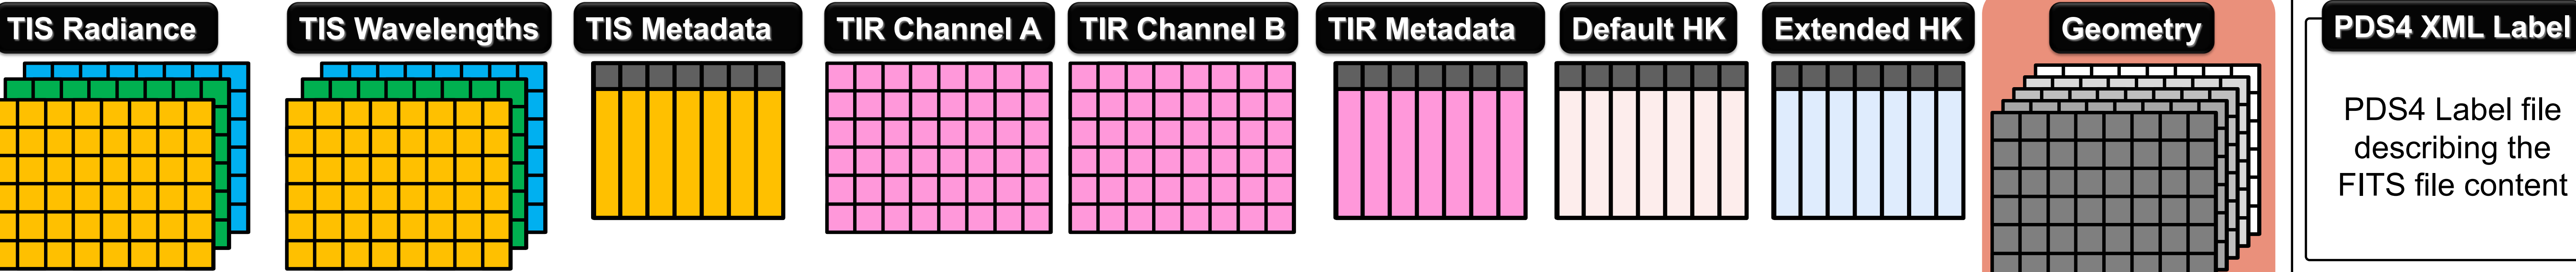 TIS Radiance
TIS Wavelengths
TIS Metadata
TIR Channel A
TIR Channel B
TIR Metadata
Default HK
Extended HK
Geometry
PDS4 XML Label
PDS4 Label file
describing the
FITS file content